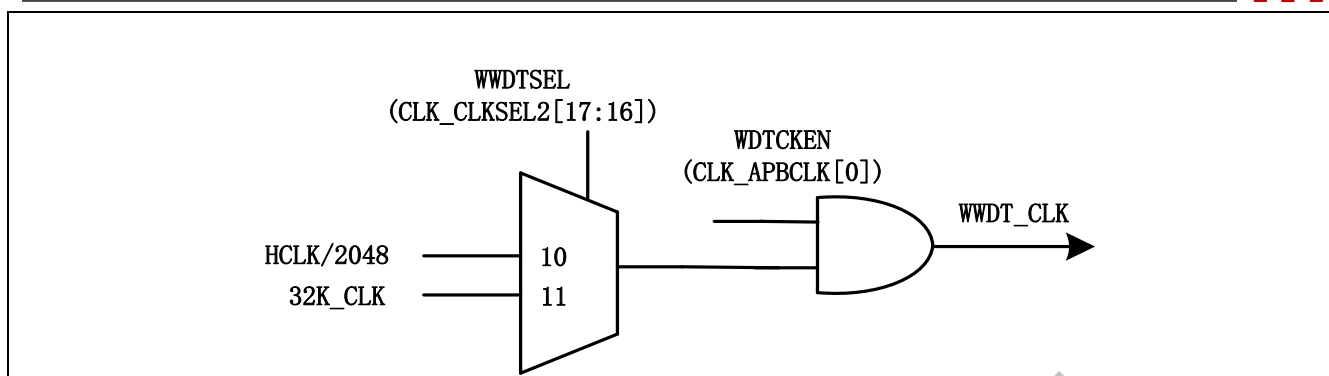 WWDTSEL
(CLK_CLKSEL2[17:16])
WDTCKEN
(CLK_APBCLK[0])
WWDT_CLK
HCLK/2048
10
32K_CLK
11